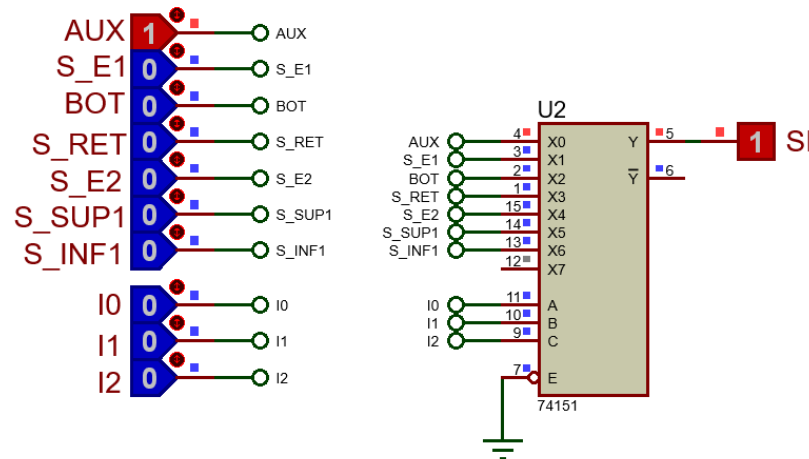 AUX 1 AUX
S_E1 0 S_E1
BOT 0 BOT
S_RET 0 S_RET
S_E2 0 S_E2
S_SUP1 0 S_SUP1
S_INF1 0 S_INF1
I0 0 I0
I1 0 I1
I2 0 I2
U2
AUX 4 X0 Y 5 1
S_E1 3 X1
BOT 2 X2 Y 6
S_RET 1 X3
S_E2 15 X4
S_SUP1 14 X5
S_INF1 13 X6
12 X7
I0 11 A
I1 10 B
I2 9 C
7 E
74151